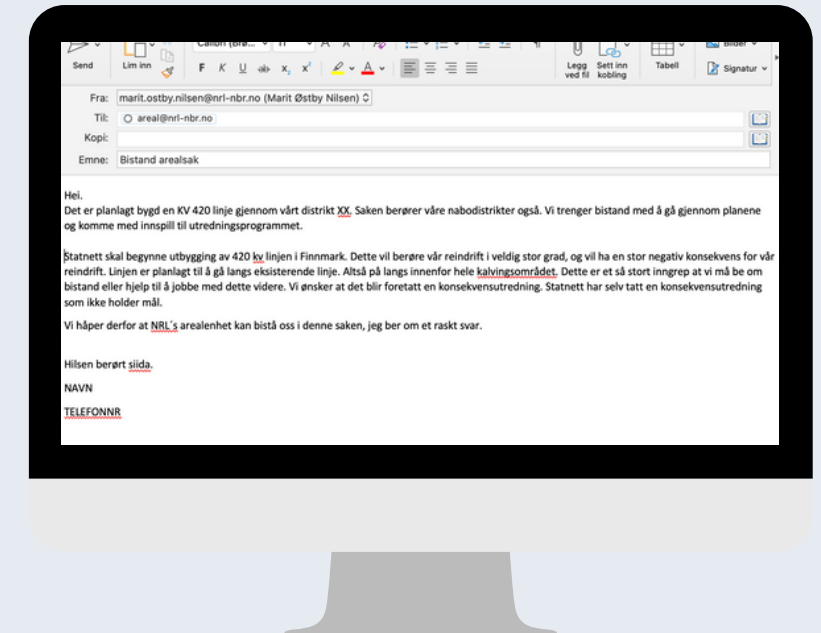 Send
Lim inn
F K U ab X₂ X² A
Legg ved fil
Sett inn kobling
Tabell
Bilder
Signatur
Fra: marit.ostby.nilsen@nrl-nbr.no (Marit Østby Nilsen)
Til: areal@nrl-nbr.no
Kopi:
Emne: Bistand arealsak
Hei.
Det er planlagt bygd en KV 420 linje gjennom vårt distrikt XX. Saken berører våre nabodistrikter også. Vi trenger bistand med å gå gjennom planene
og komme med innspill til utredningsprogrammet.
Statnett skal begynne utbygging av 420 kv linjen i Finnmark. Dette vil berøre vår reindrift i veldig stor grad, og vil ha en stor negativ konsekvens for vår
reindrift. Linjen er planlagt til å gå langs eksisterende linje. Altså på langs innenfor hele kalvingsområdet. Dette er et så stort inngrep at vi må be om
bistand eller hjelp til å jobbe med dette videre. Vi ønsker at det blir foretatt en konsekvensutredning. Statnett har selv tatt en konsekvensutredning
som ikke holder mål.
Vi håper derfor at NRL´s arealenhet kan bistå oss i denne saken, jeg ber om et raskt svar.
Hilsen berørt siida.
NAVN
TELEFONNR